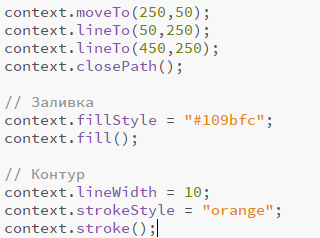 context.moveTo(250,50);
context.lineTo(50,250);
context.lineTo(450,250);
context.closePath();
// Заливка
context.fillStyle = "#109bfc";
context.fill();
// Контур
context.lineWidth = 10;
context.strokeStyle = "orange";
context.stroke();